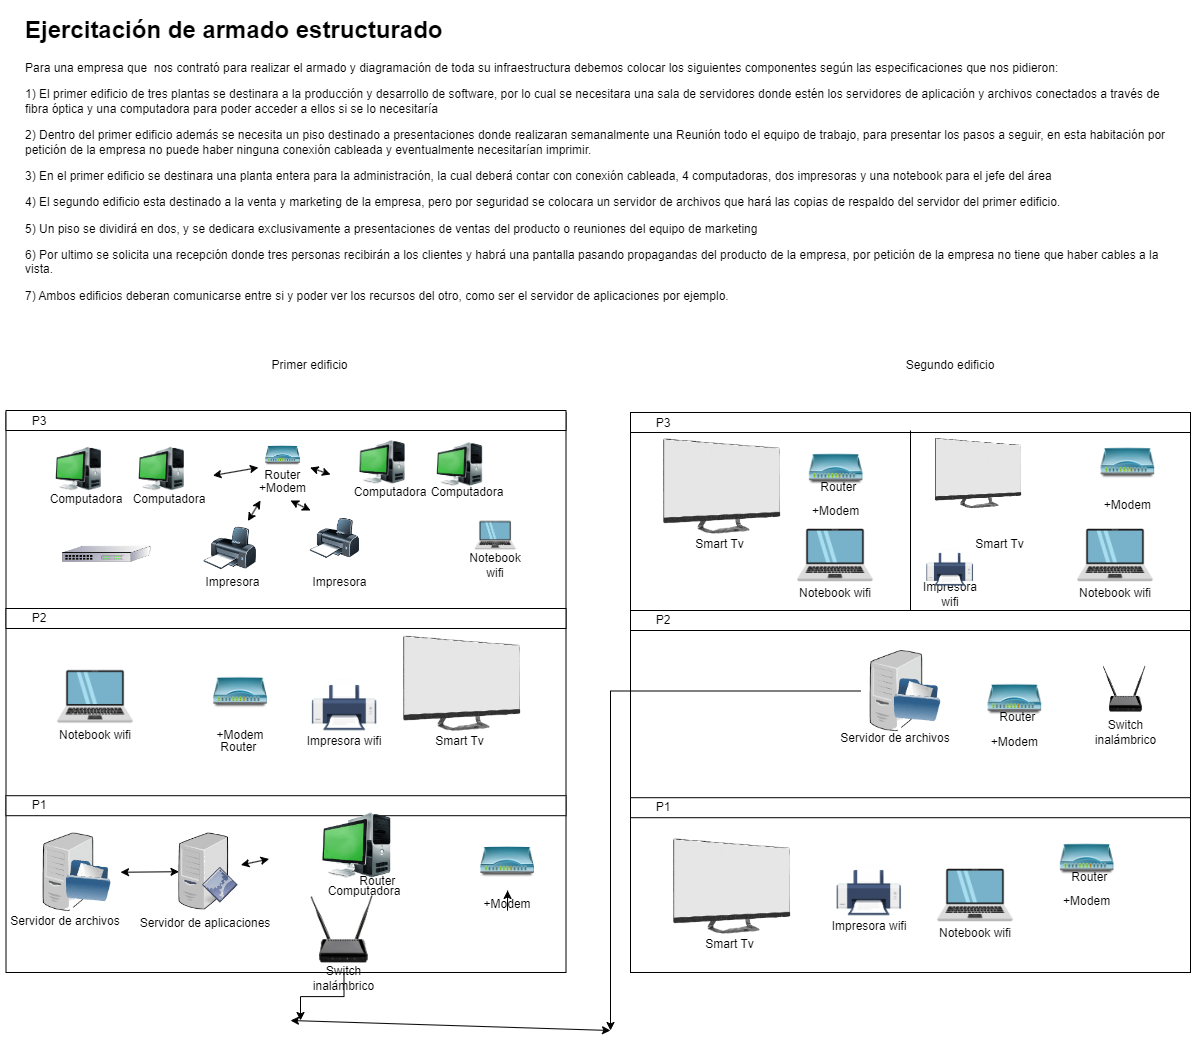 Ejercitación de armado estructurado
Para una empresa que  nos contrató para realizar el armado y diagramación de toda su infraestructura debemos colocar los siguientes componentes según las especificaciones que nos pidieron:
1) El primer edificio de tres plantas se destinara a la producción y desarrollo de software, por lo cual se necesitara una sala de servidores donde estén los servidores de aplicación y archivos conectados a través de
fibra óptica y una computadora para poder acceder a ellos si se lo necesitaría
2) Dentro del primer edificio además se necesita un piso destinado a presentaciones donde realizaran semanalmente una Reunión todo el equipo de trabajo, para presentar los pasos a seguir, en esta habitación por
petición de la empresa no puede haber ninguna conexión cableada y eventualmente necesitarían imprimir.
3) En el primer edificio se destinara una planta entera para la administración, la cual deberá contar con conexión cableada, 4 computadoras, dos impresoras y una notebook para el jefe del área
4) El segundo edificio esta destinado a la venta y marketing de la empresa, pero por seguridad se colocara un servidor de archivos que hará las copias de respaldo del servidor del primer edificio.
5) Un piso se dividirá en dos, y se dedicara exclusivamente a presentaciones de ventas del producto o reuniones del equipo de marketing
6) Por ultimo se solicita una recepción donde tres personas recibirán a los clientes y habrá una pantalla pasando propagandas del producto de la empresa, por petición de la empresa no tiene que haber cables a la
vista.
7) Ambos edificios deberan comunicarse entre si y poder ver los recursos del otro, como ser el servidor de aplicaciones por ejemplo.
Primer edificio
Segundo edificio
P3
Computadora
Computadora
Router
+Modem
Computadora
Computadora
Impresora
Impresora
Notebook
wifi
P2
Notebook wifi
+Modem
Router
Impresora wifi
Smart Tv
P1
Servidor de archivos
Servidor de aplicaciones
Router
Computadora
+Modem
Switch
inalámbrico
P3
Smart Tv
Router
+Modem
Notebook wifi
Smart Tv
+Modem
Impresora
wifi
Notebook wifi
P2
Servidor de archivos
Router
+Modem
Switch
inalámbrico
P1
Smart Tv
Impresora wifi
Notebook wifi
Router
+Modem